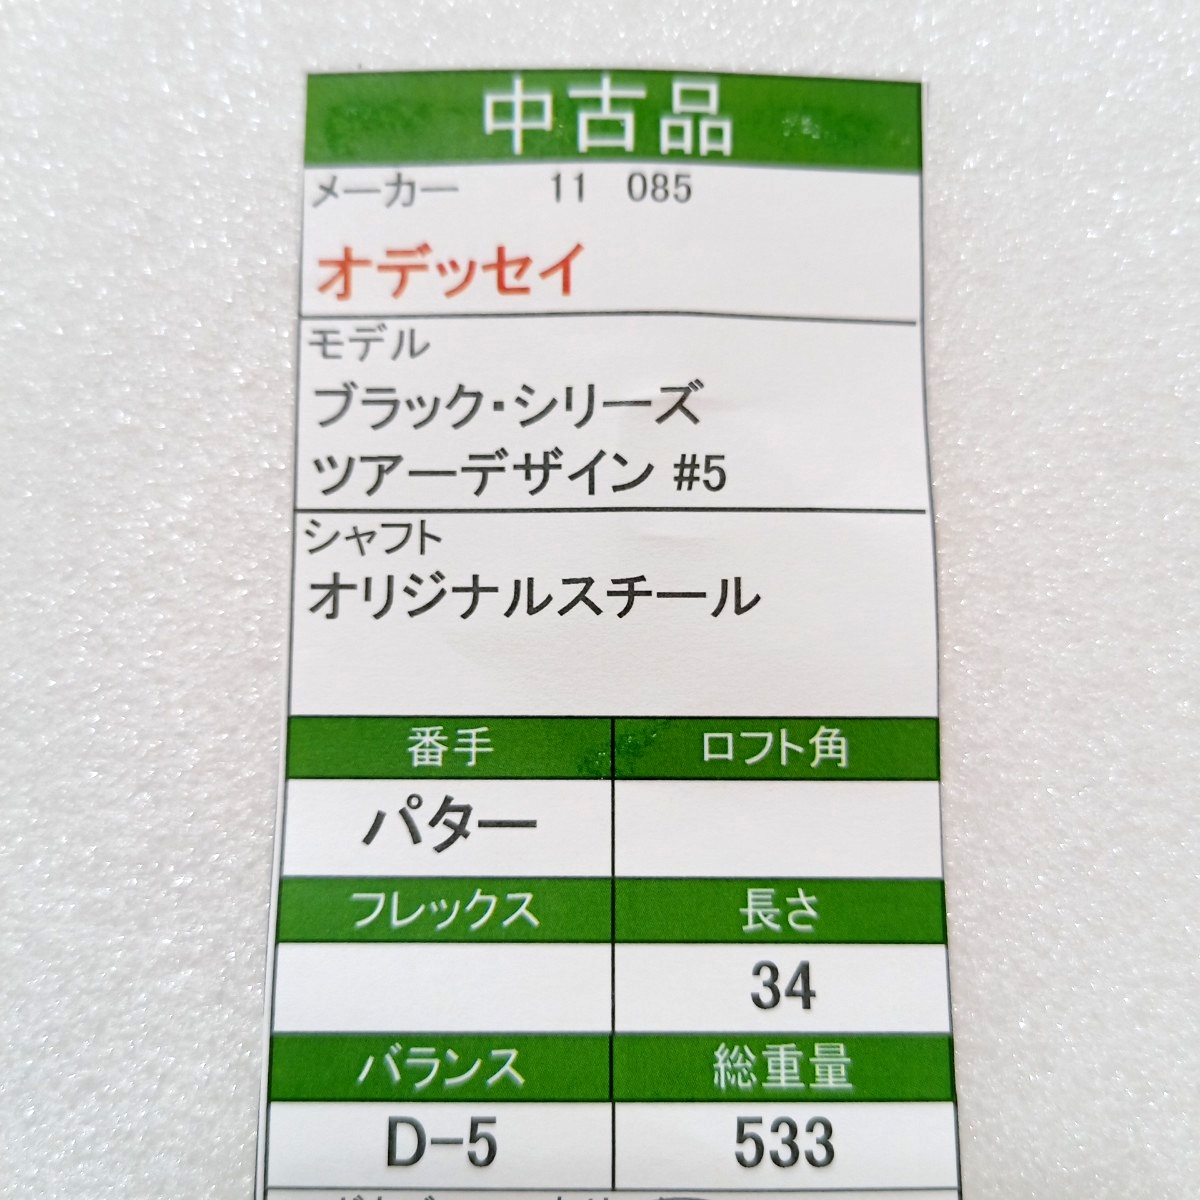 中古品
メーカー 11 085
オデッセイ
モデル
ブラック・シリーズ
ツアーデザイン #5
シャフト
オリジナルスチール
番手 ロフト角
パター
フレックス 長さ
34
バランス 総重量
D-5 533